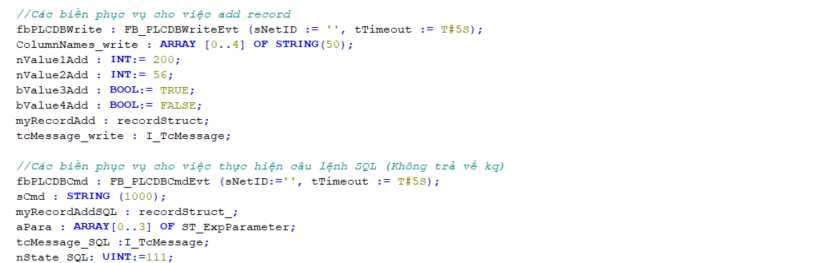 //Các biến phục vụ cho việc add record
fbPLCDBWrite : FB_PLCDBWriteEvt (sNetID := '', tTimeout := T#5S);
ColumnNames_write : ARRAY [0..4] OF STRING(50);
nValue1Add : INT:= 200;
nValue2Add : INT:= 56;
bValue3Add : BOOL:= TRUE;
bValue4Add : BOOL:= FALSE;
myRecordAdd : recordStruct;
tcMessage_write : I_TcMessage;
//Các biến phục vụ cho việc thực hiện câu lệnh SQL (Không trả về kq)
fbPLCDBCmd : FB_PLCDBCmdEvt (sNetID:='', tTimeout := T#5S);
sCmd : STRING (1000);
myRecordAddSQL : recordStruct_;
aPara : ARRAY[0..3] OF ST_ExpParameter;
tcMessage_SQL :I_TcMessage;
nState_SQL: UINT:=111;